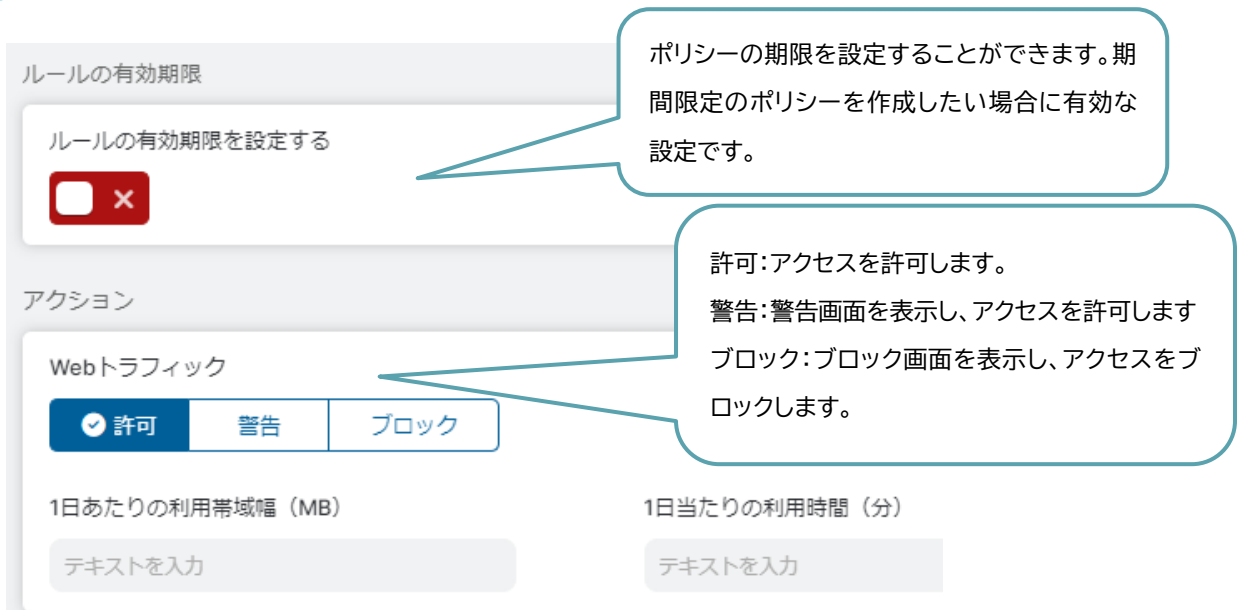 ルールの有効期限
ルールの有効期限を設定する
ポリシーの期限を設定することができます。期
間限定のポリシーを作成したい場合に有効な
設定です。
アクション
Webトラフィック
許可
警告
ブロック
許可：アクセスを許可します。
警告：警告画面を表示し、アクセスを許可します
ブロック：ブロック画面を表示し、アクセスをブ
ロックします。
1日あたりの利用帯域幅（MB）
テキストを入力
1日当たりの利用時間（分）
テキストを入力